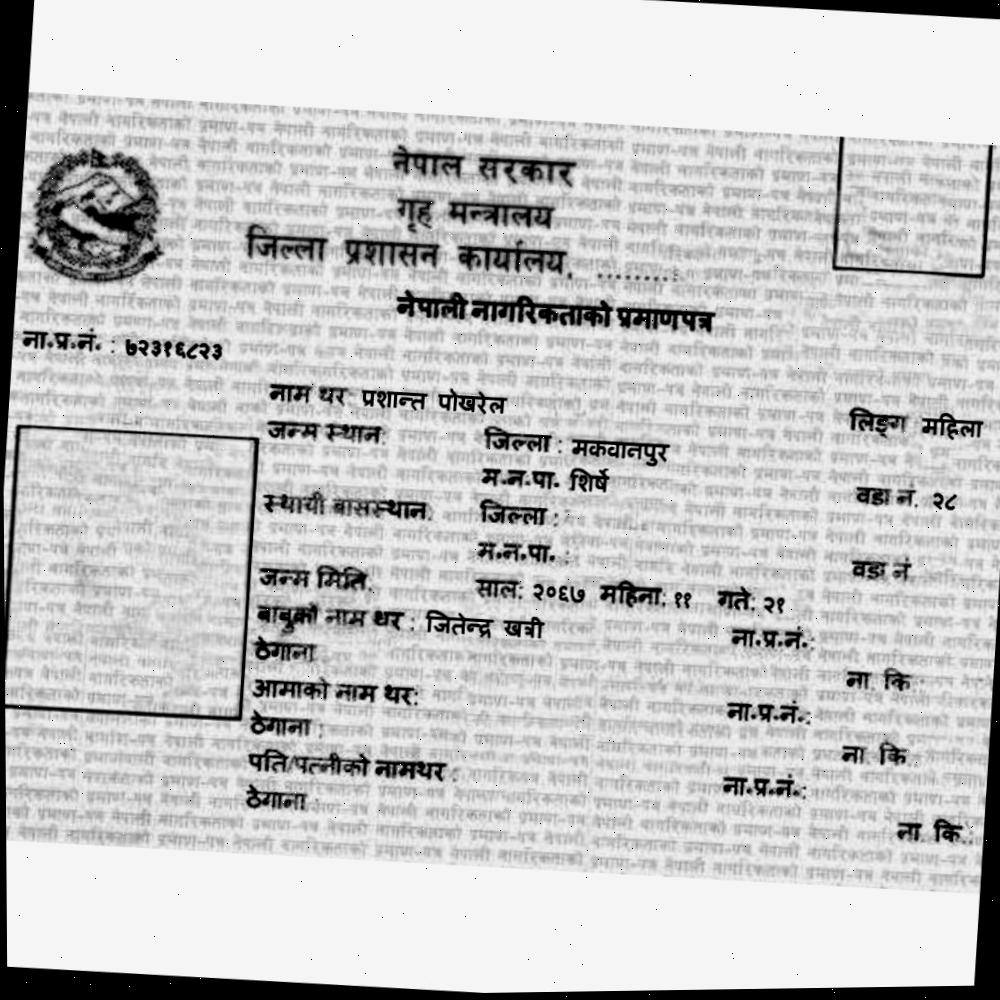 नेपाल सरकार
गृह मन्त्रालय
जिल्ला प्रशासन कार्यालय, .........
नेपाली नागरिकताको प्रमाणपत्र
ना.प्र.नं. : ७२३१६८२३
नाम थर: प्रशान्त पोखरेल लिङ्ग महिला
जन्म स्थान: जिल्ला : मकवानपुर
म.न.पा. शिर्षे वडा नं. २८
स्थायी बासस्थान: जिल्ला :
म.न.पा. : वडा नं
जन्म मिति: साल: २०६७ महिना: ११ गते: २१
बाबुको नाम थर : जितेन्द्र खत्री ना.प्र.नं.:
ठेगाना ना कि
आमाको नाम थर: ना.प्र.नं.:
ठेगाना : ना कि
पति/पत्नीको नामथर : ना.प्र.नं.:
ठेगाना ना कि.: